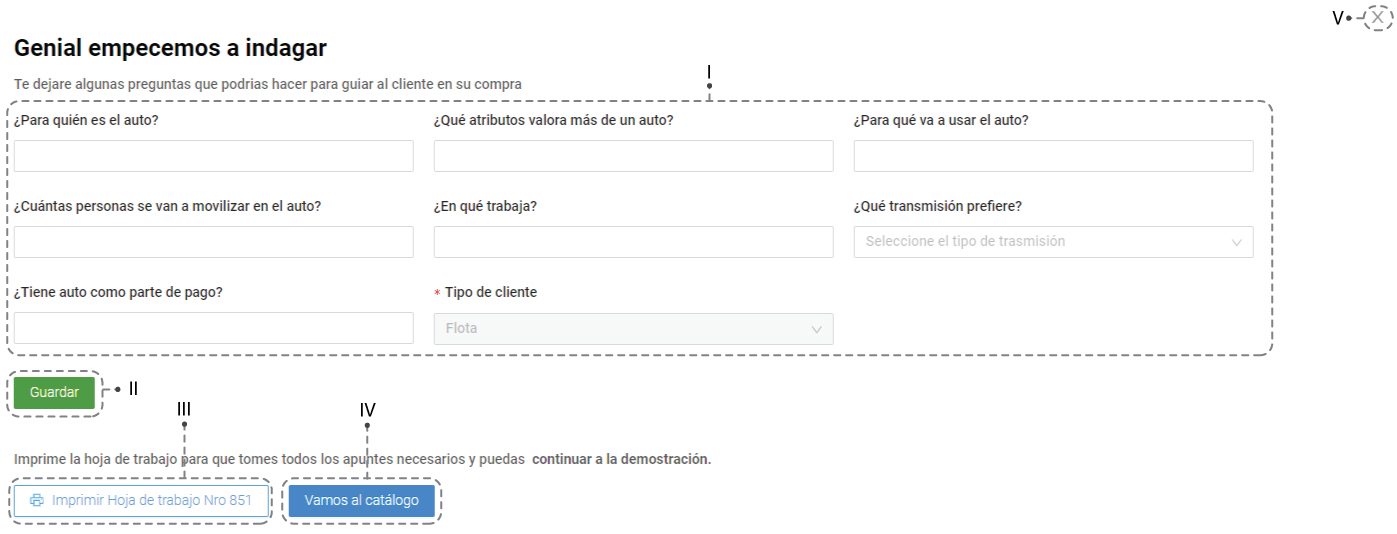 V
X
Genial empecemos a indagar
Te dejare algunas preguntas que podrias hacer para guiar al cliente en su compra
I
¿Para quién es el auto? ¿Qué atributos valora más de un auto? ¿Para qué va a usar el auto?
¿Cuántas personas se van a movilizar en el auto? ¿En qué trabaja? ¿Qué transmisión prefiere?
Seleccione el tipo de trasmisión
¿Tiene auto como parte de pago? * Tipo de cliente
Flota
Guardar II
III IV
Imprime la hoja de trabajo para que tomes todos los apuntes necesarios y puedas continuar a la demostración.
Imprimir Hoja de trabajo Nro 851 Vamos al catálogo